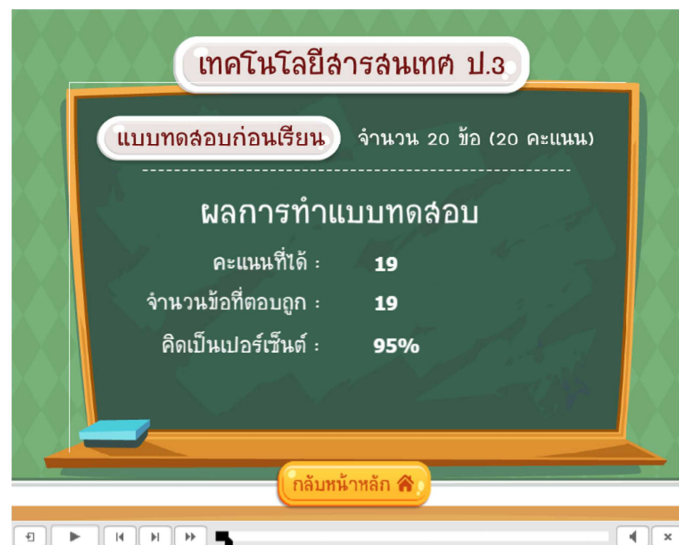 เทคโนโลยีสารสนเทศ ป.3
แบบทดสอบก่อนเรียน จำนวน 20 ข้อ (20 คะแนน)
ผลการทำแบบทดสอบ
คะแนนที่ได้ : 19
จำนวนข้อที่ตอบถูก : 19
คิดเป็นเปอร์เซ็นต์ : 95%
กลับหน้าหลัก